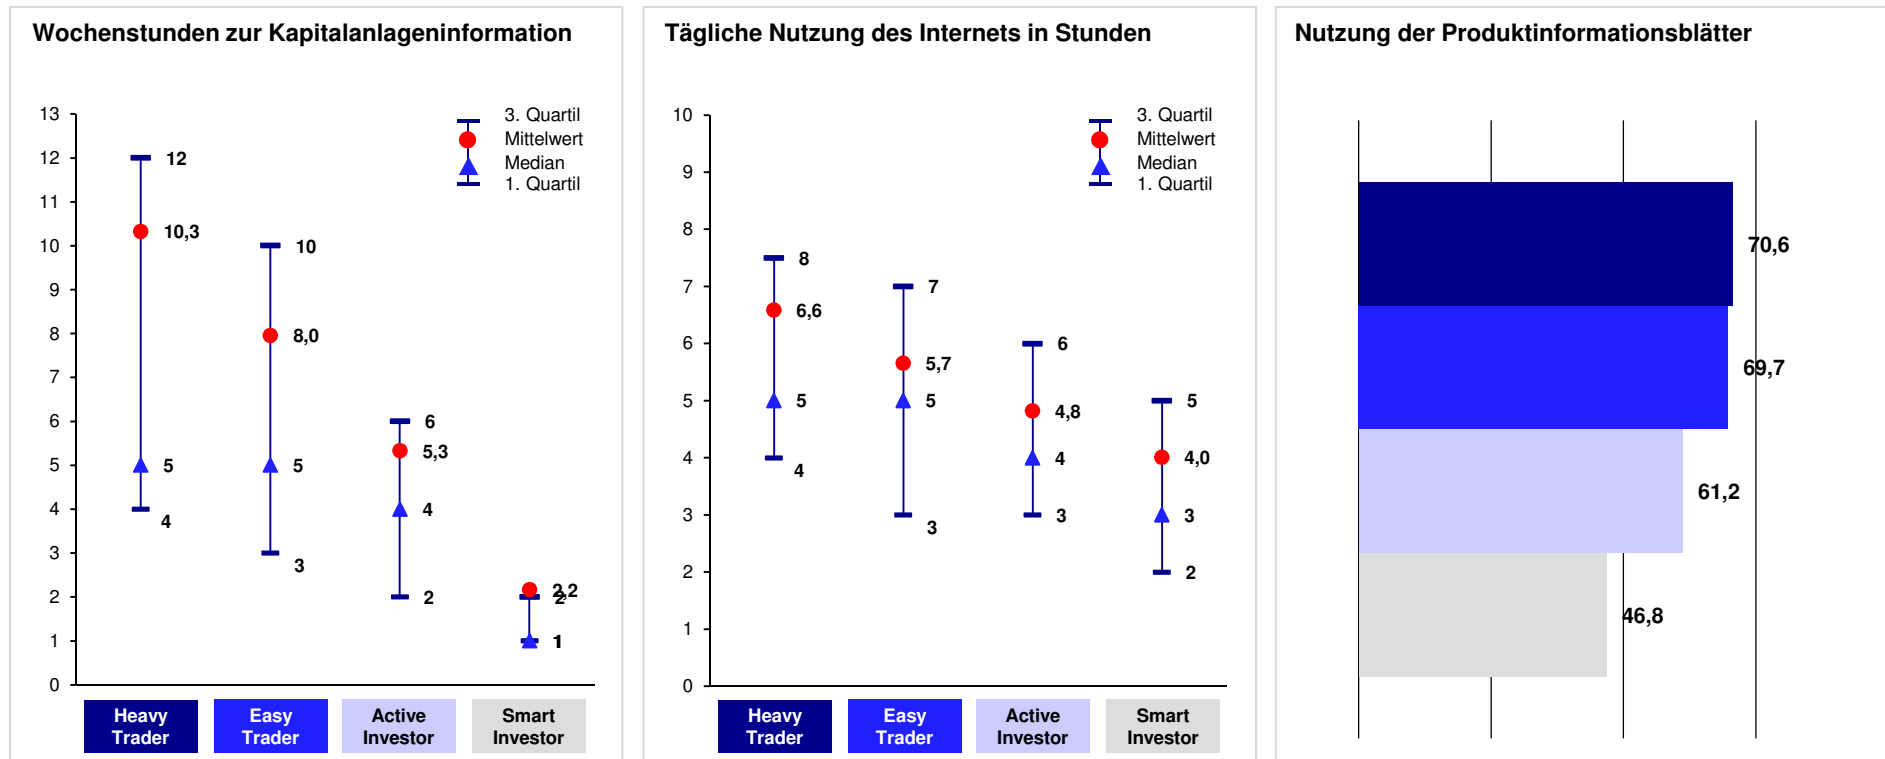 Wochenstunden zur Kapitalanlageninformation
13
12
11
10
9
8
7
6
5
4
3
2
1
0
3. Quartil
Mittelwert
Median
1. Quartil
12
10,3
5
4
10
8,0
5
3
6
5,3
4
2
2,2
2
1
1
Heavy
Trader
Easy
Trader
Active
Investor
Smart
Investor
Tägliche Nutzung des Internets in Stunden
10
9
8
7
6
5
4
3
2
1
0
3. Quartil
Mittelwert
Median
1. Quartil
8
6,6
5
4
7
5,7
5
3
6
4,8
4
3
5
4,0
3
2
Heavy
Trader
Easy
Trader
Active
Investor
Smart
Investor
Nutzung der Produktinformationsblätter
70,6
69,7
61,2
46,8